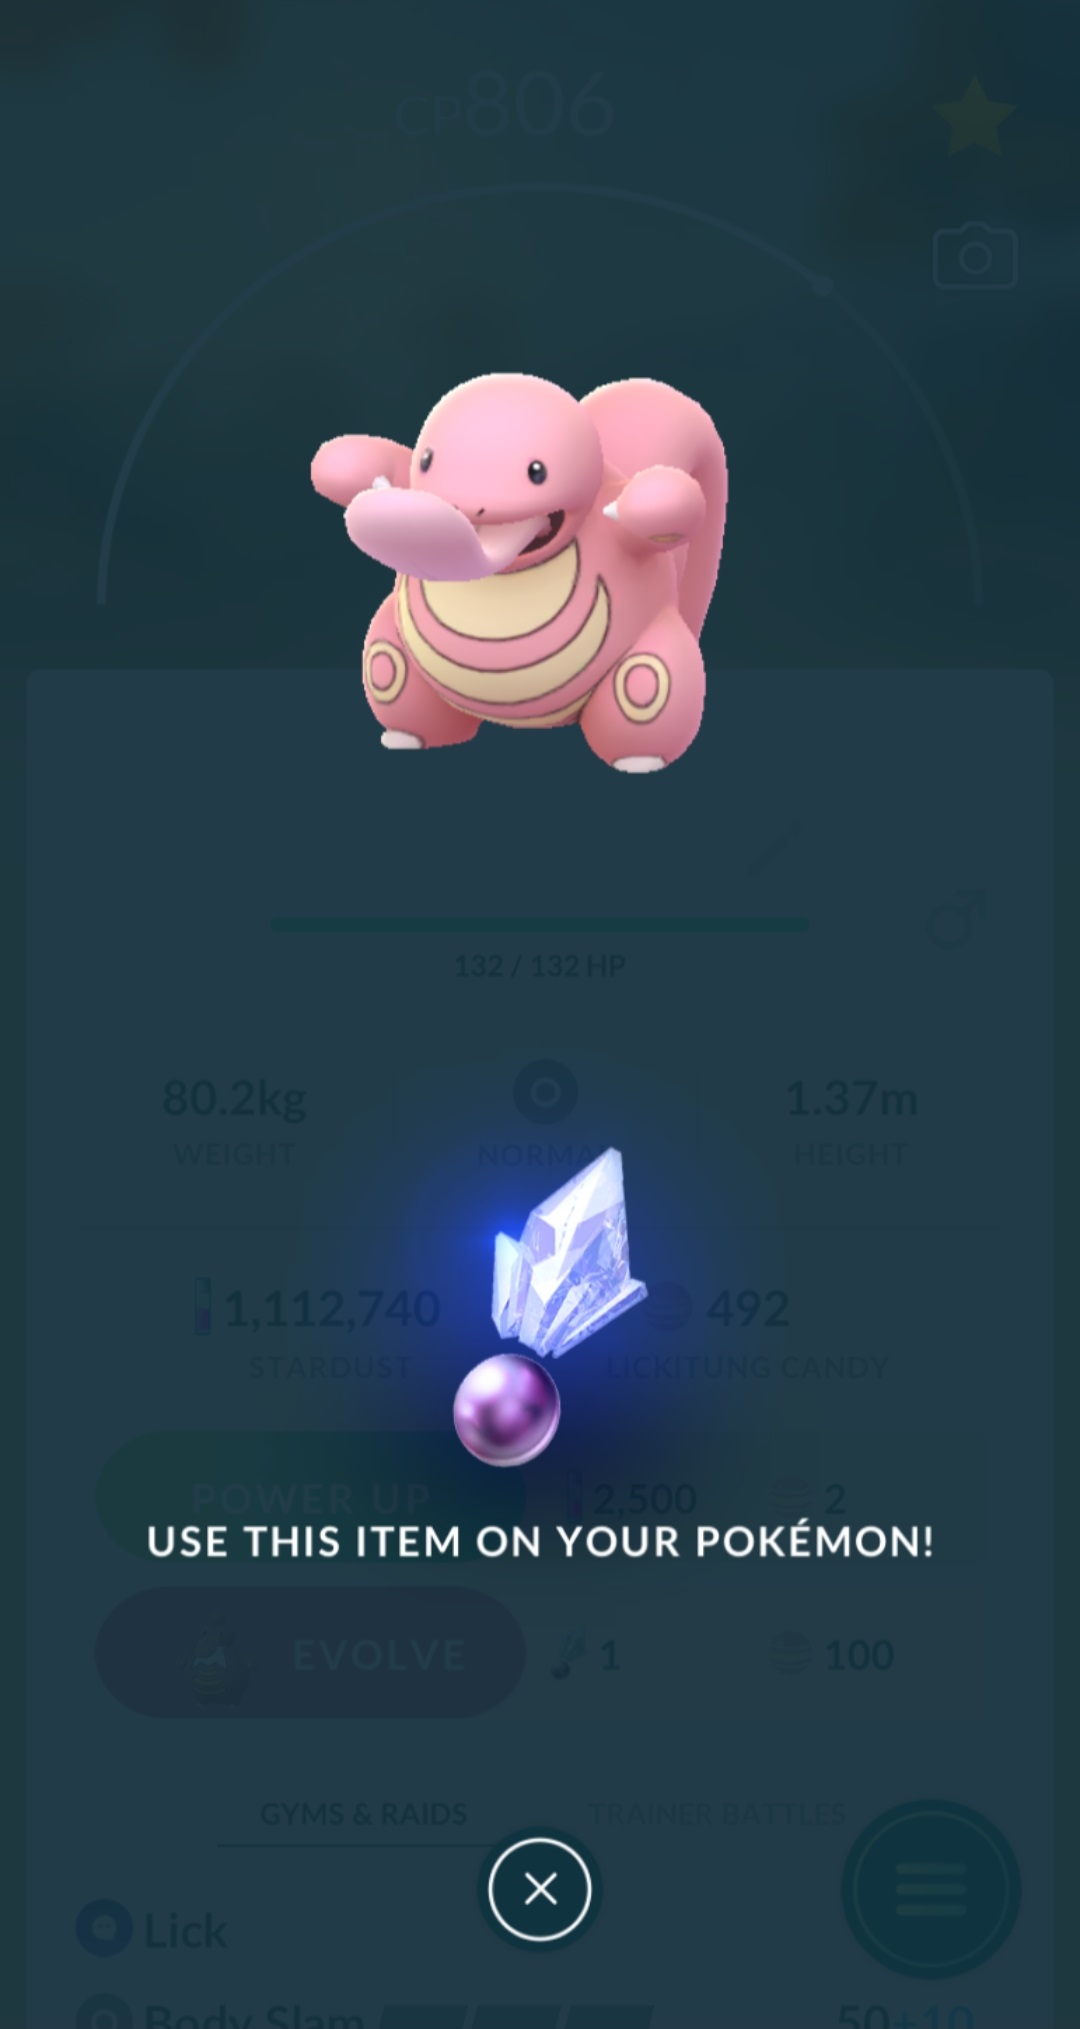 CP806
132 / 132 HP
80.2kg
WEIGHT
NORMAL
1.37m
HEIGHT
1,112,740
STARDUST
492
LICKITUNG CANDY
POWER UP
2,500
2
USE THIS ITEM ON YOUR POKÉMON!
EVOLVE
1
100
GYMS & RAIDS
TRAINER BATTLES
Lick
Body Slam
50+10